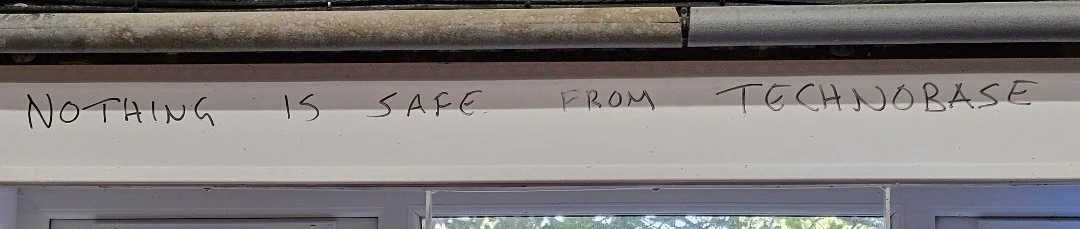 NOTHING IS SAFE FROM TECHNOBASE